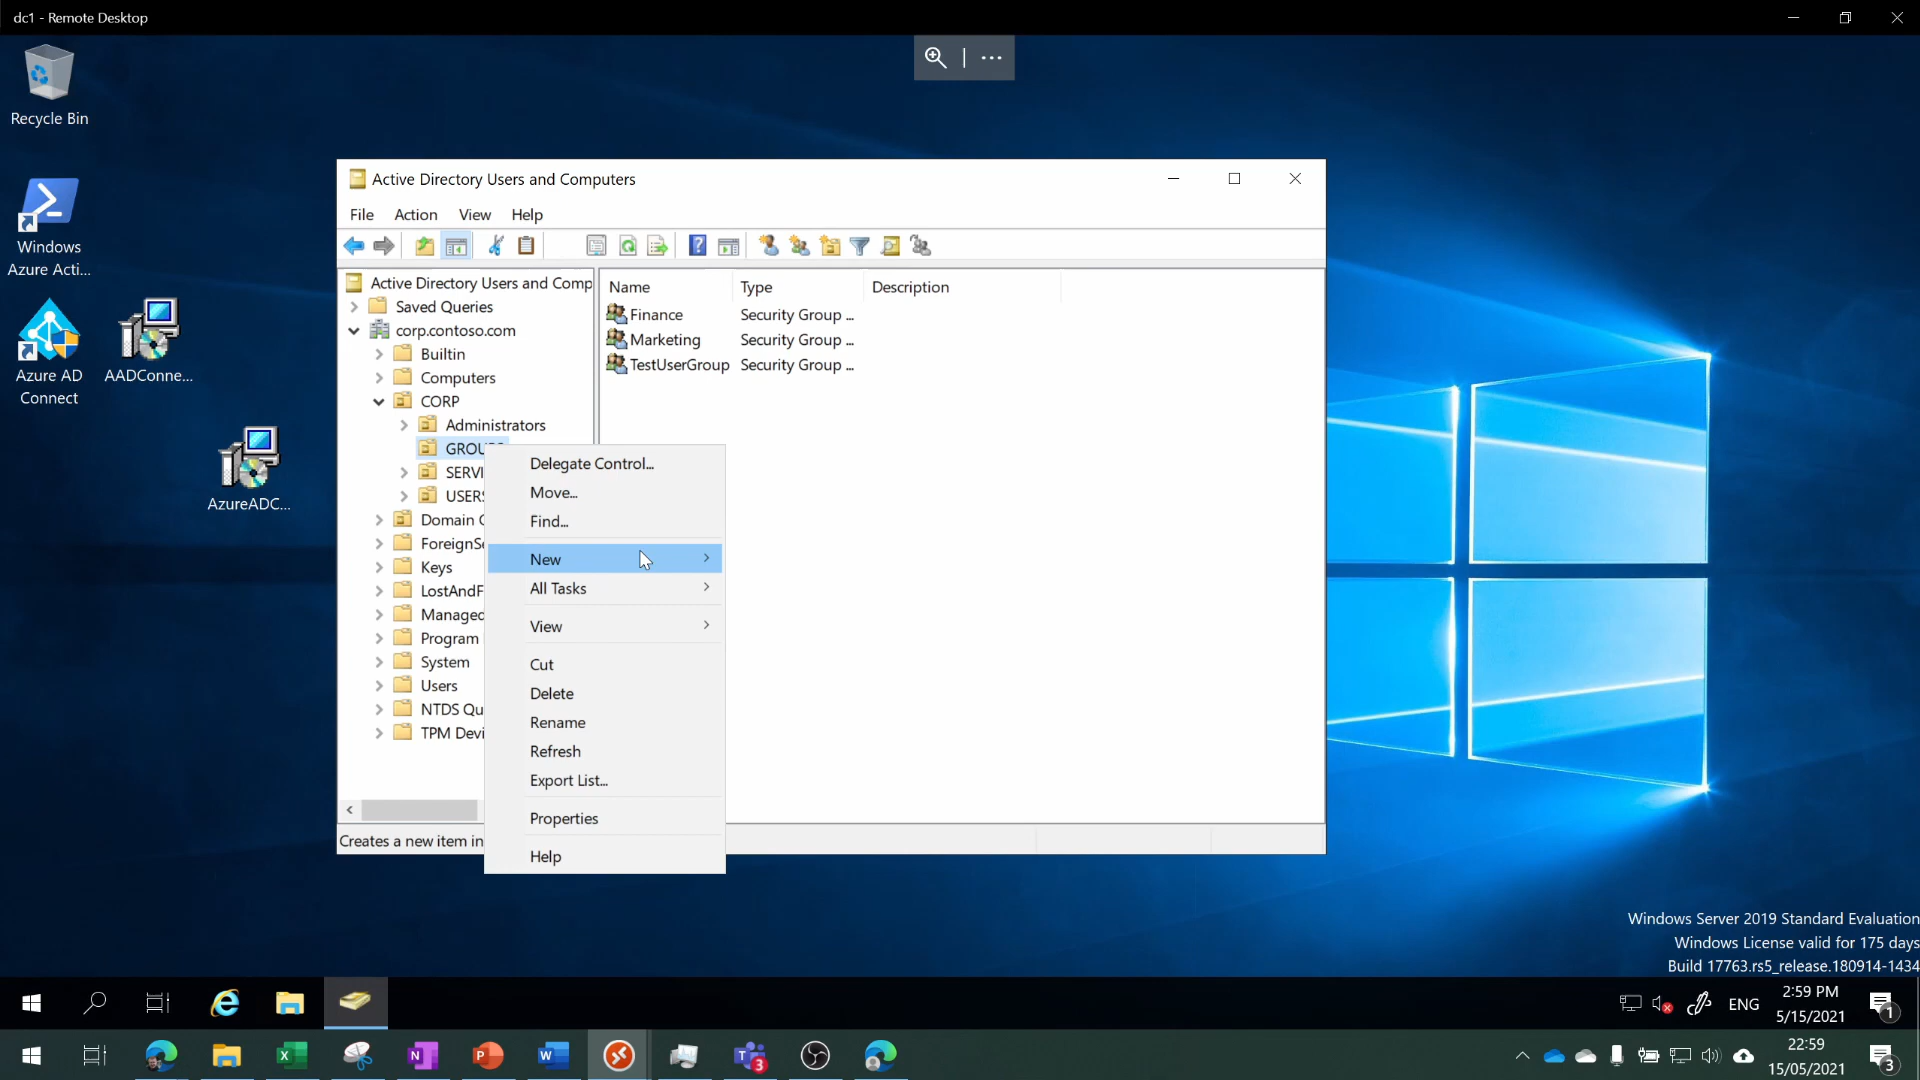 dc1 - Remote Desktop
Recycle Bin
Windows
Azure Acti...
Azure AD
Connect
AADConne...
AzureADC...
Active Directory Users and Computers
File Action View Help
Active Directory Users and Comp
Saved Queries
corp.contoso.com
Builtin
Computers
CORP
Administrators
GROU
SERVI
USERS
Domain C
ForeignSe
Keys
LostAndF
Managed
Program
System
Users
NTDS Qu
TPM Devi
Name Type Description
Finance Security Group ...
Marketing Security Group ...
TestUserGroup Security Group ...
Delegate Control...
Move...
Find...
New
All Tasks
View
Cut
Delete
Rename
Refresh
Export List...
Properties
Help
Creates a new item in
Windows Server 2019 Standard Evaluation
Windows License valid for 175 days
Build 17763.rs5_release.180914-1434
ENG
2:59 PM
5/15/2021
1
22:59
15/05/2021
3
3